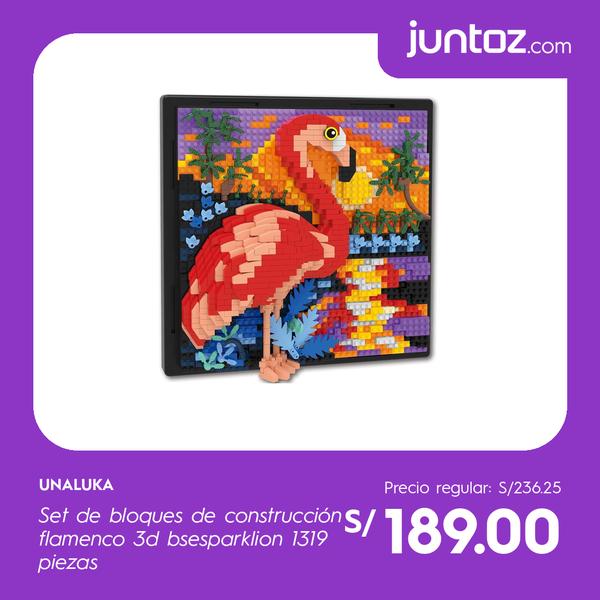 juntoz.com
UNALUKA
Set de bloques de construcción
flamenco 3d bsesparklion 1319
piezas
Precio regular: S/236.25
S/ 189.00